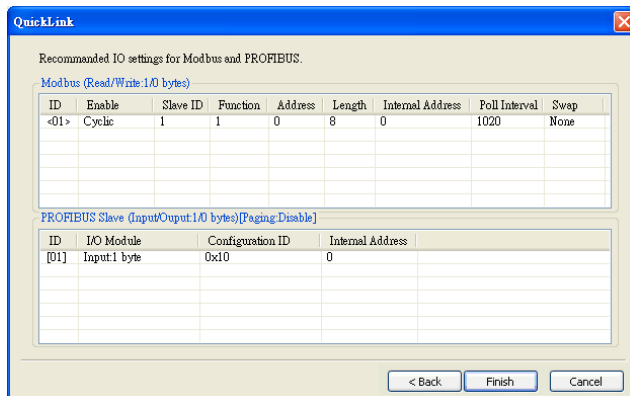 QuickLink
Recommanded IO settings for Modbus and PROFIBUS.
Modbus (Read/Write:1/0 bytes)
ID Enable Slave ID Function Address Length Internal Address Poll Interval Swap
<01> Cyclic 1 1 0 8 0 1020 None
PROFIBUS Slave (Input/Ouput:1/0 bytes)[Paging:Disable]
ID I/O Module Configuration ID Internal Address
[01] Input:1 byte 0x10 0
< Back Finish Cancel